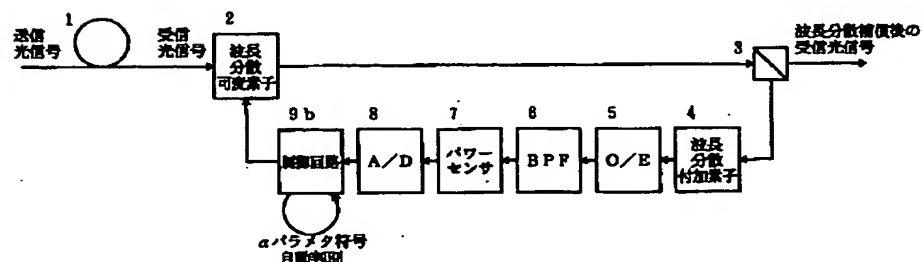 1
送信
光信号
受信
光信号
2
波長
分散
可変素子
3
波長分散補償後の
受信光信号
9b
制御回路
8
A/D
7
パワー
センサ
6
BPF
5
O/E
4
波長
分散
付加素子
αパラメタ符号
自動判別